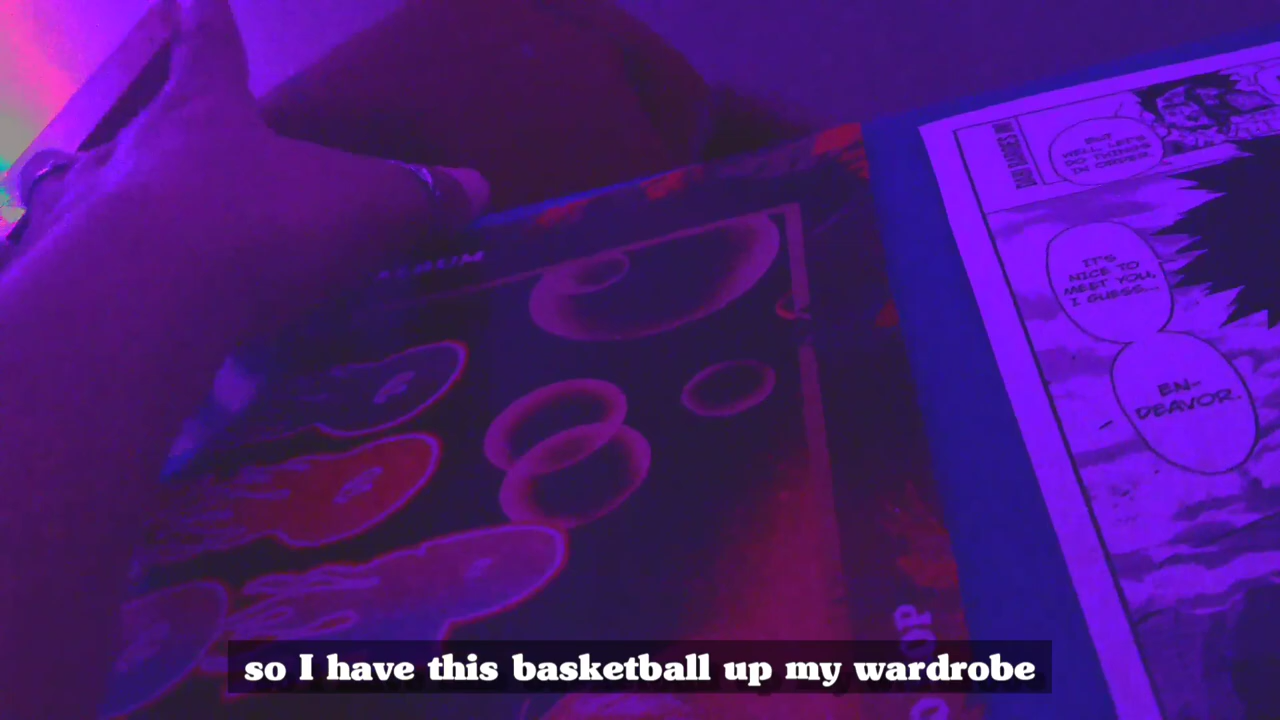 BUT
WELL, LET'S
DO THINGS
IN ORDER.
IT'S
NICE TO
MEET YOU,
I GUESS...
EN-
DEAVOR.
so I have this basketball up my wardrobe